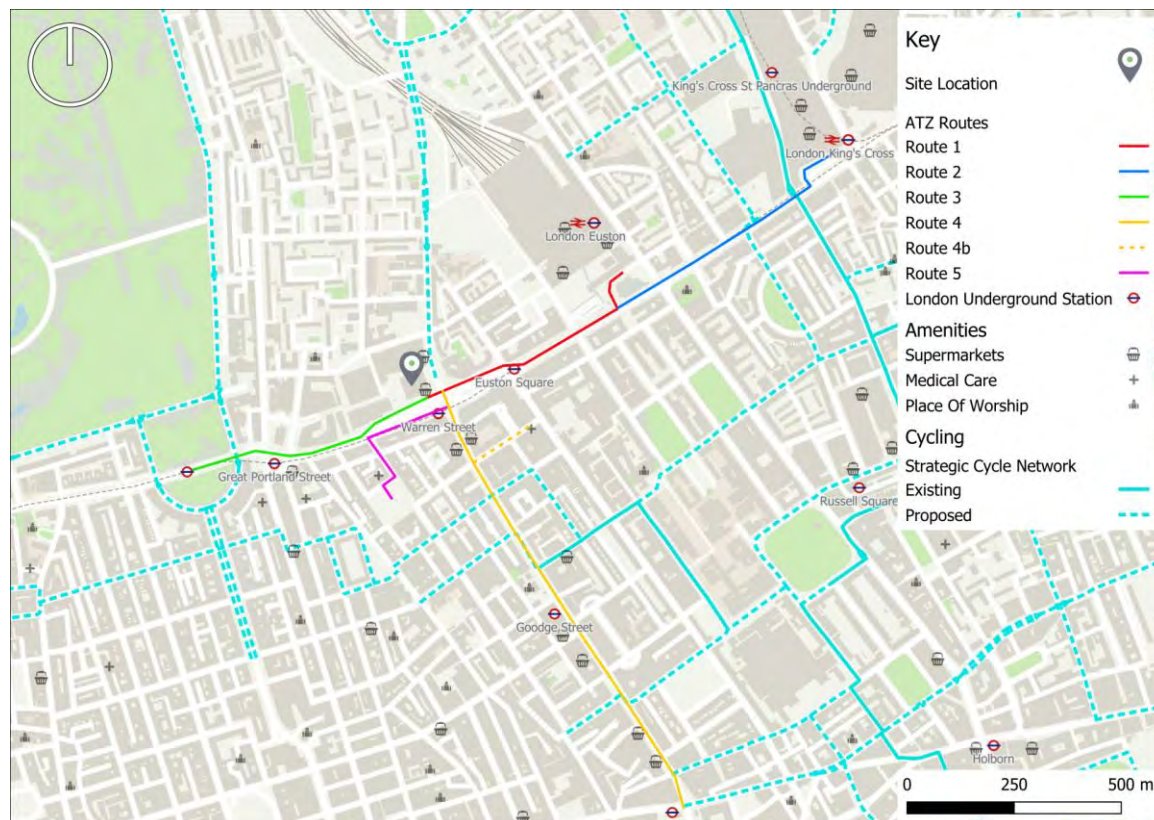 Key
Site Location
ATZ Routes
Route 1
Route 2
Route 3
Route 4
Route 4b
Route 5
London Underground Station
Amenities
Supermarkets
Medical Care
Place Of Worship
Cycling
Strategic Cycle Network
Existing
Proposed
0 250 500 m
King's Cross St Pancras Underground
London King's Cross
London Euston
Euston Square
Warren Street
Great Portland Street
Russell Square
Goodge Street
Holborn